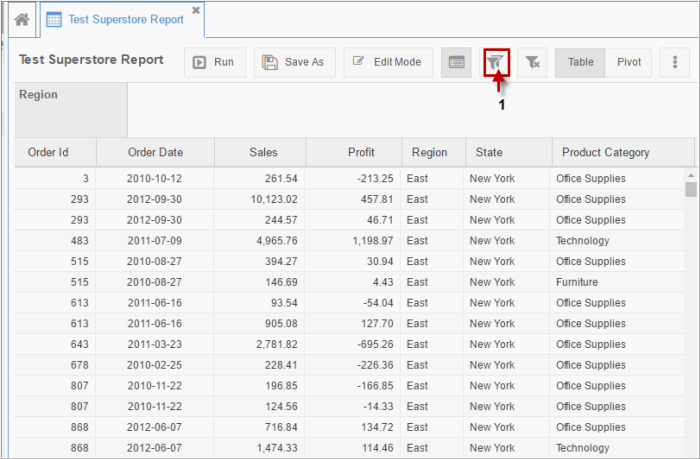 Test Superstore Report
Test Superstore Report Run Save As Edit Mode Table Pivot
1
Region
Order Id Order Date Sales Profit Region State Product Category
3 2010-10-12 261.54 -213.25 East New York Office Supplies
293 2012-09-30 10,123.02 457.81 East New York Office Supplies
293 2012-09-30 244.57 46.71 East New York Office Supplies
483 2011-07-09 4,965.76 1,198.97 East New York Technology
515 2010-08-27 394.27 30.94 East New York Office Supplies
515 2010-08-27 146.69 4.43 East New York Furniture
613 2011-06-16 93.54 -54.04 East New York Office Supplies
613 2011-06-16 905.08 127.70 East New York Office Supplies
643 2011-03-23 2,781.82 -695.26 East New York Office Supplies
678 2010-02-25 228.41 -226.36 East New York Office Supplies
807 2010-11-22 196.85 -166.85 East New York Office Supplies
807 2010-11-22 124.56 -14.33 East New York Office Supplies
868 2012-06-07 716.84 134.72 East New York Office Supplies
868 2012-06-07 1,474.33 114.46 East New York Technology